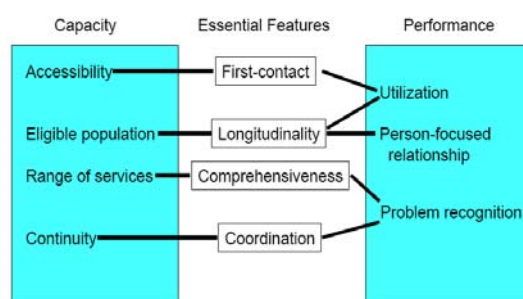 Capacity Essential Features Performance
Accessibility First-contact
Utilization
Eligible population Longitudinality Person-focused
relationship
Range of services Comprehensiveness
Problem recognition
Continuity Coordination